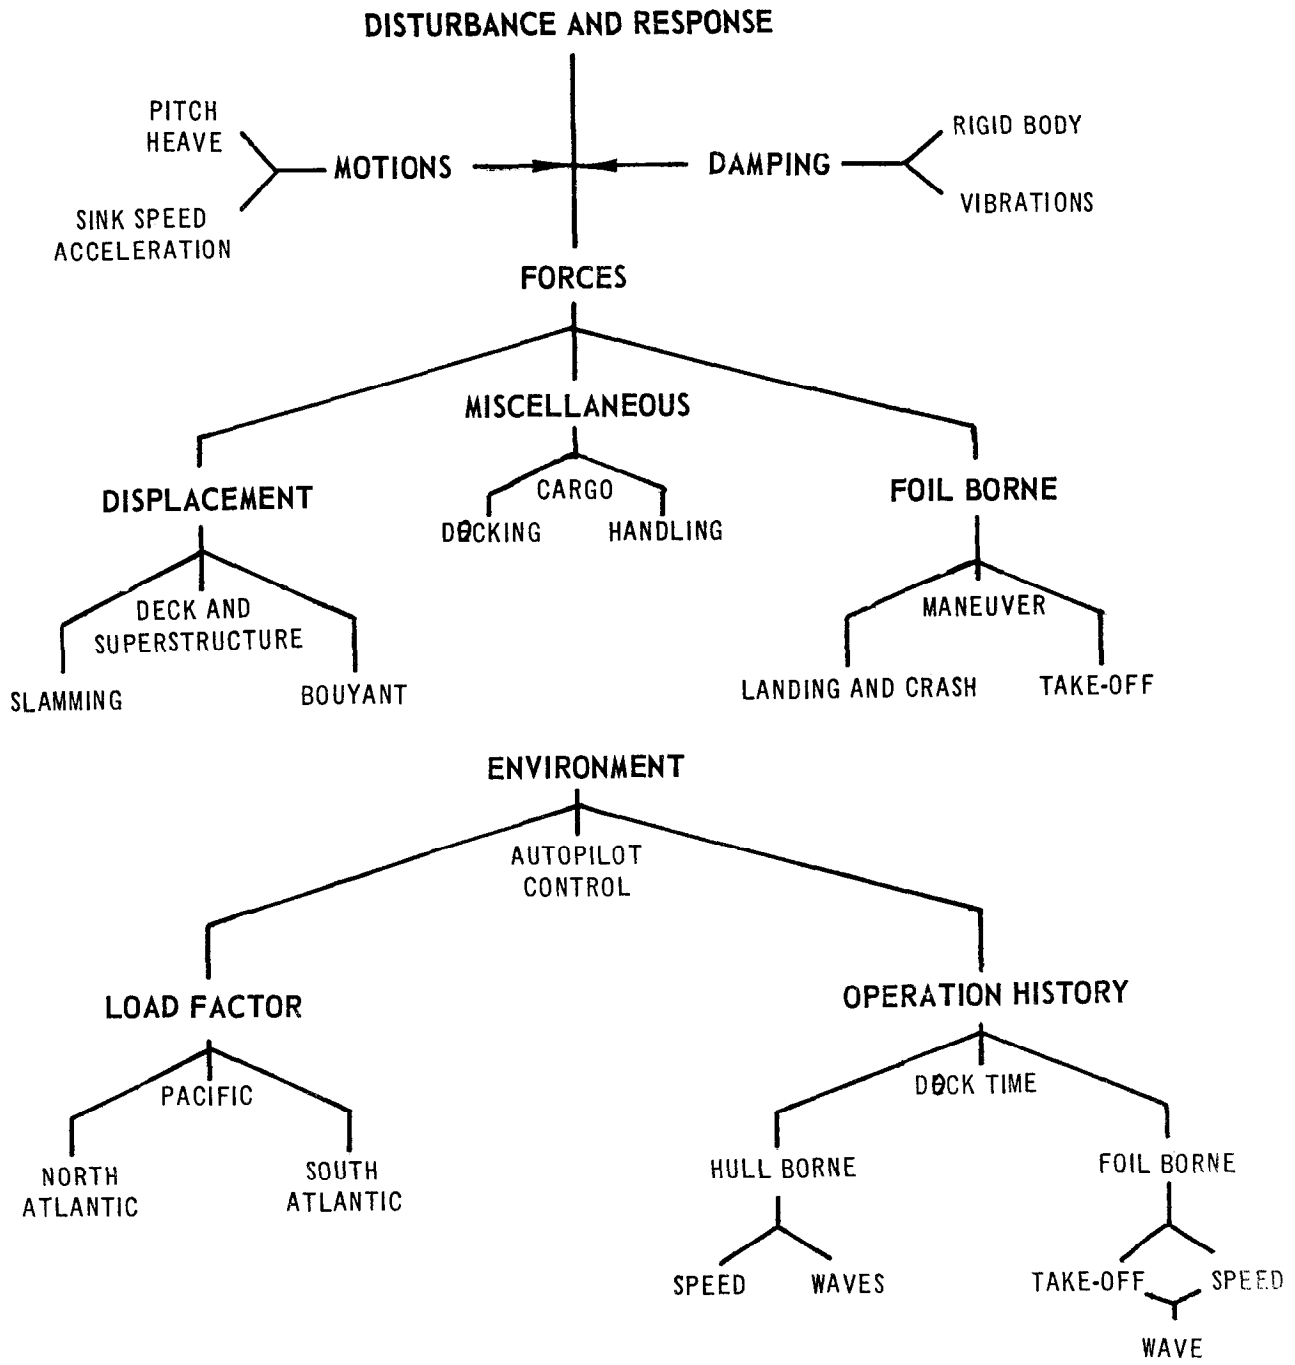 DISTURBANCE AND RESPONSE
PITCH
HEAVE
RIGID BODY
MOTIONS
DAMPING
SINK SPEED
ACCELERATION
VIBRATIONS
FORCES
MISCELLANEOUS
DISPLACEMENT
CARGO
FOIL BORNE
DOCKING
HANDLING
DECK AND
SUPERSTRUCTURE
MANEUVER
SLAMMING
BOUYANT
LANDING AND CRASH
TAKE-OFF
ENVIRONMENT
AUTOPILOT
CONTROL
LOAD FACTOR
OPERATION HISTORY
PACIFIC
DOCK TIME
NORTH
ATLANTIC
SOUTH
ATLANTIC
HULL BORNE
FOIL BORNE
SPEED
WAVES
TAKE-OFF
SPEED
WAVE